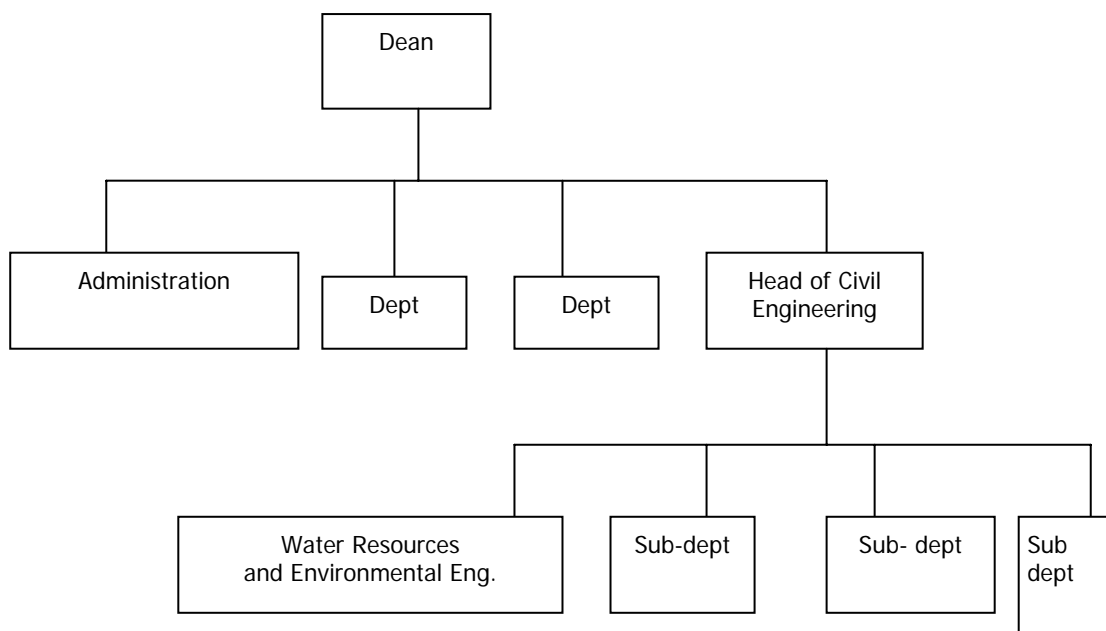 Dean
Administration
Dept
Dept
Head of Civil
Engineering
Water Resources
and Environmental Eng.
Sub-dept
Sub- dept
Sub
dept